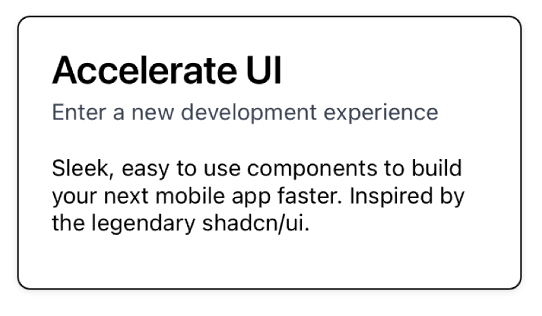 Accelerate UI
Enter a new development experience
Sleek, easy to use components to build
your next mobile app faster. Inspired by
the legendary shadcn/ui.